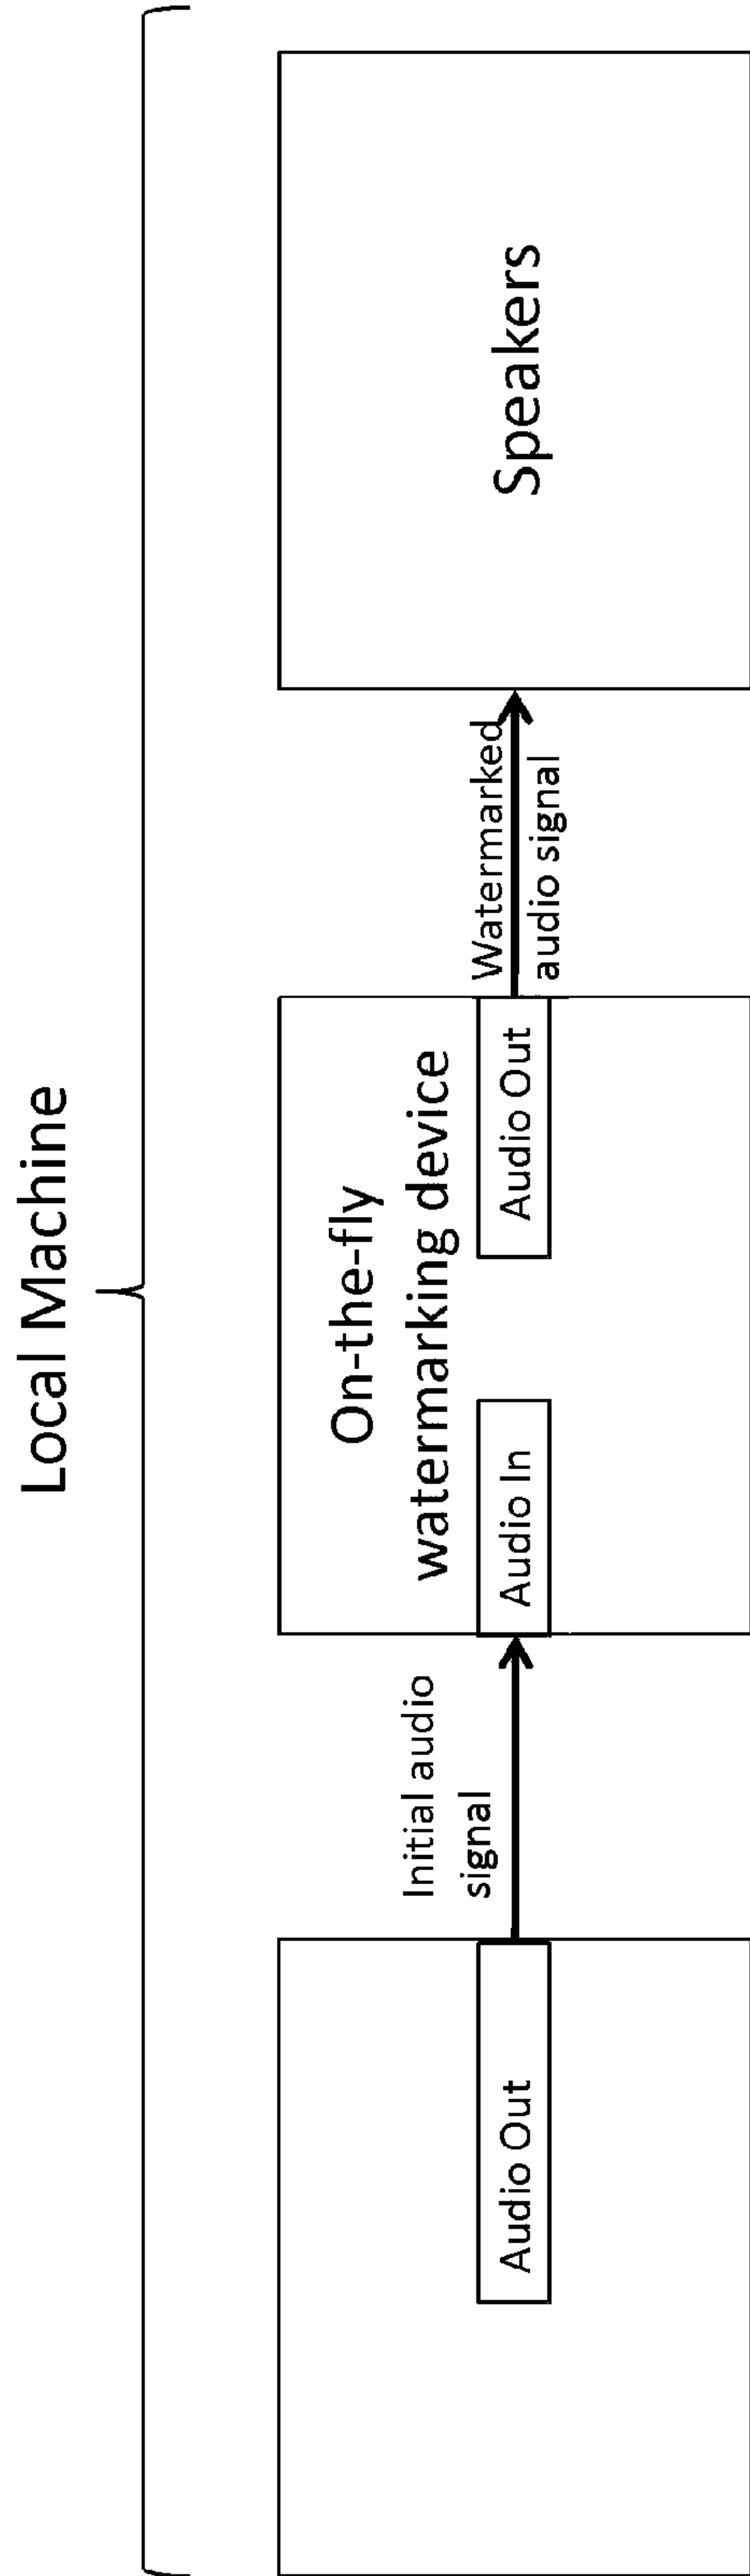 Local Machine
Audio Out
Initial audio
signal
On-the-fly
watermarking device
Audio In
Audio Out
Watermarked
audio signal
Speakers